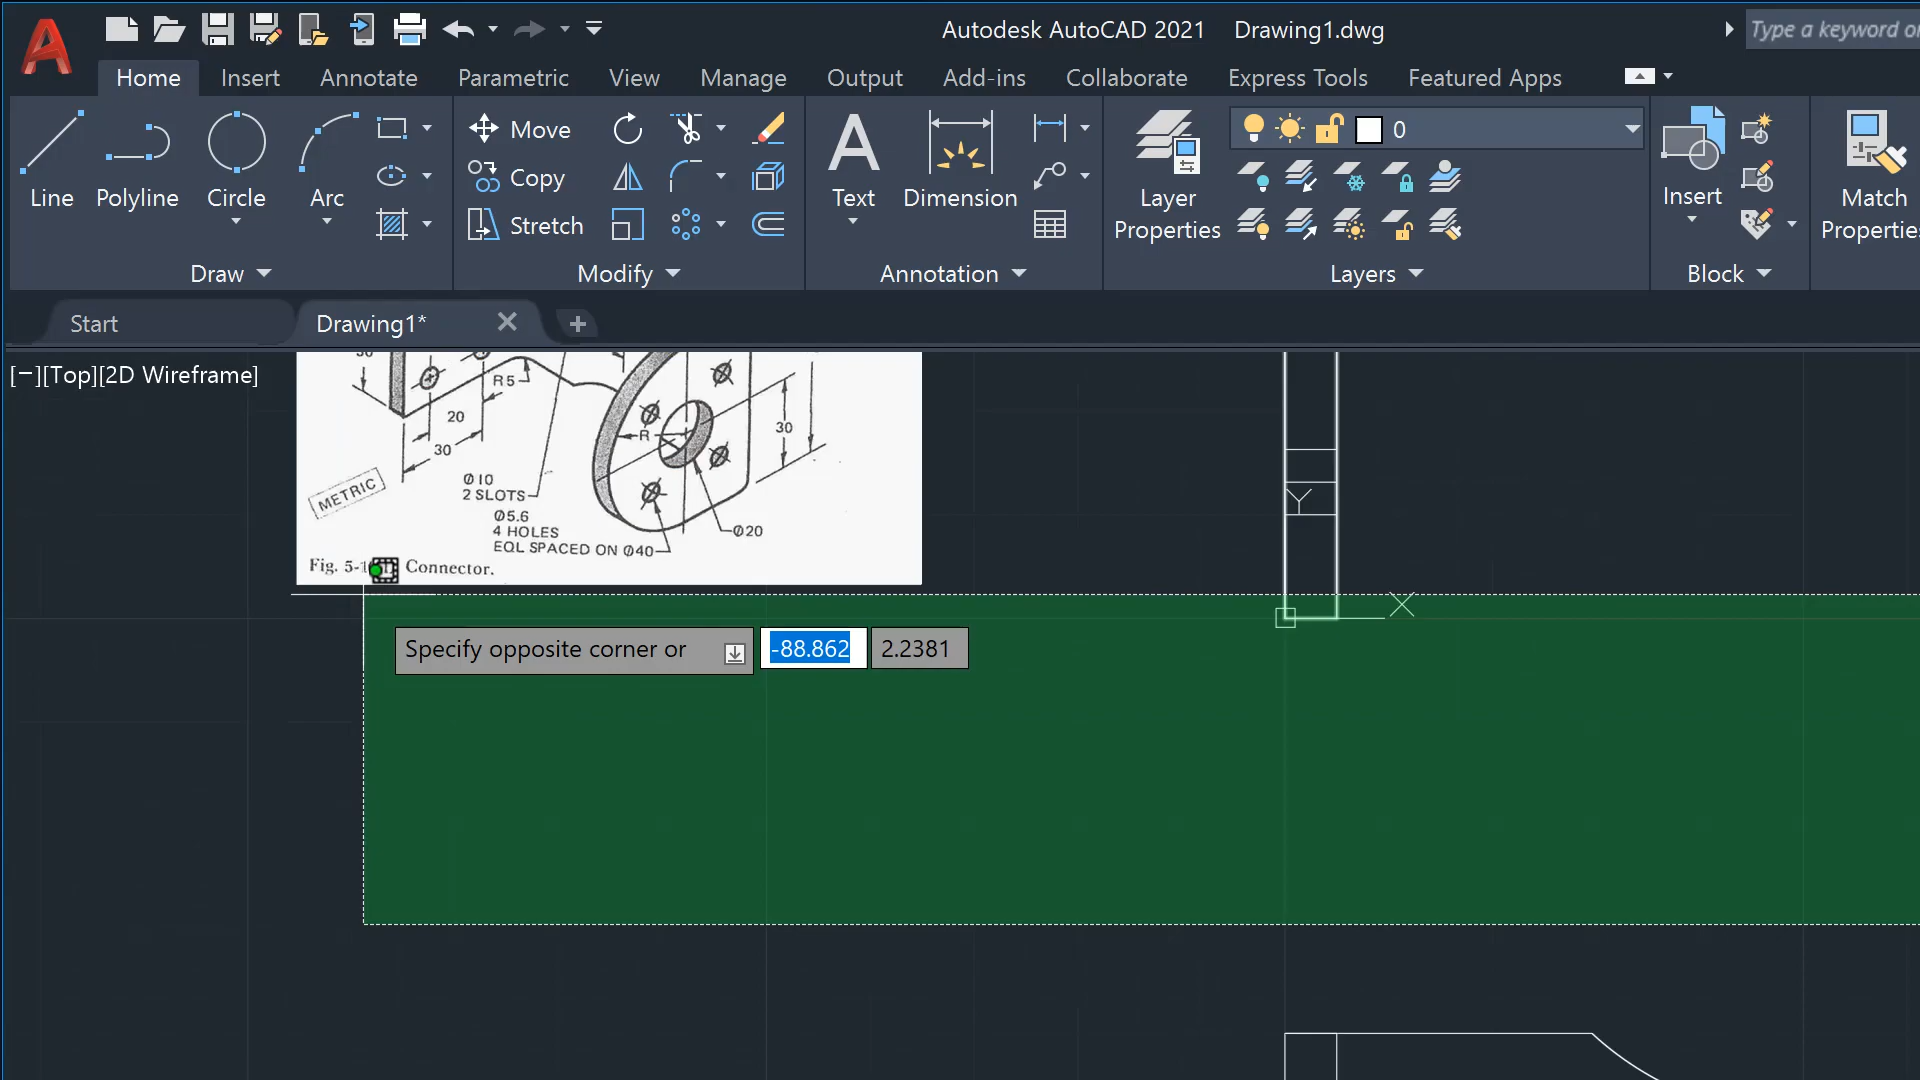 Autodesk AutoCAD 2021 Drawing1.dwg
Type a keyword or
Home Insert Annotate Parametric View Manage Output Add-ins Collaborate Express Tools Featured Apps
Line Polyline Circle Arc
Move
Copy
Stretch
Text Dimension
Layer
Properties
0
Insert
Match
Propertie
Draw Modify Annotation Layers Block
Start Drawing1*
[−][Top][2D Wireframe]
R5
20
30
R
30
METRIC
Ø10
2 SLOTS
Ø5.6
4 HOLES
EQL SPACED ON Ø40
Ø20
Fig. 5-1 Connector.
Y
X
Specify opposite corner or -88.862 2.2381